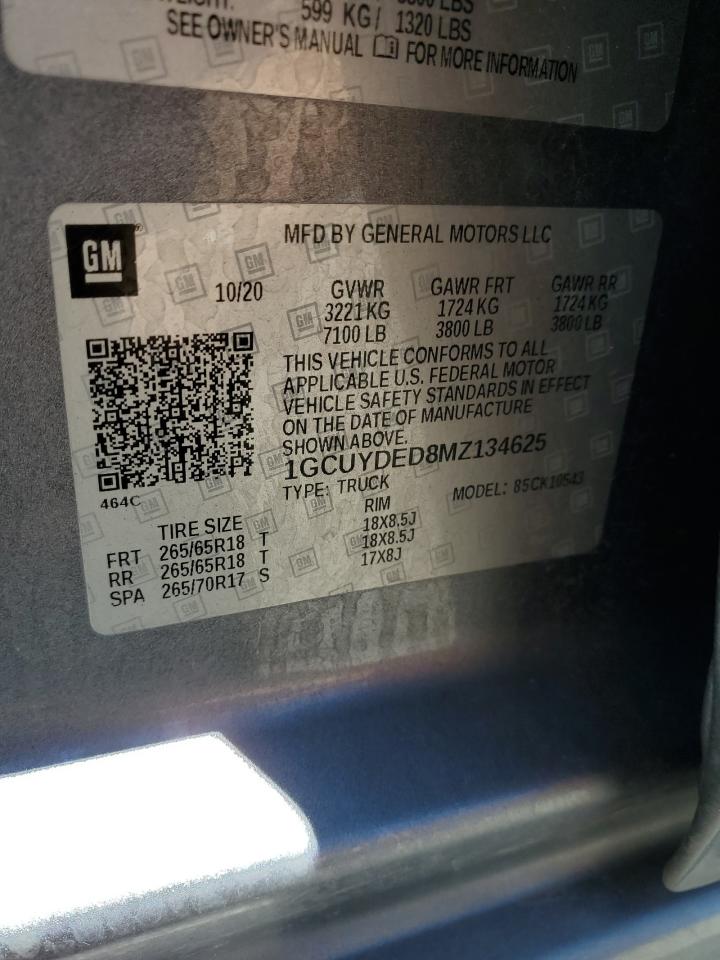 599 KG/ 1320 LBS
SEE OWNER'S MANUAL FOR MORE INFORMATION
GM
MFD BY GENERAL MOTORS LLC
10/20 GVWR GAWR FRT GAWR RR
3221 KG 1724 KG 1724 KG
7100 LB 3800 LB 3800 LB
THIS VEHICLE CONFORMS TO ALL
APPLICABLE U.S. FEDERAL MOTOR
VEHICLE SAFETY STANDARDS IN EFFECT
ON THE DATE OF MANUFACTURE
SHOWN ABOVE.
1GCUYDED8MZ134625
464C
TYPE: TRUCK MODEL: 85CK10543
TIRE SIZE RIM
FRT 265/65R18 T 18X8.5J
RR 265/65R18 T 18X8.5J
SPA 265/70R17 S 17X8J